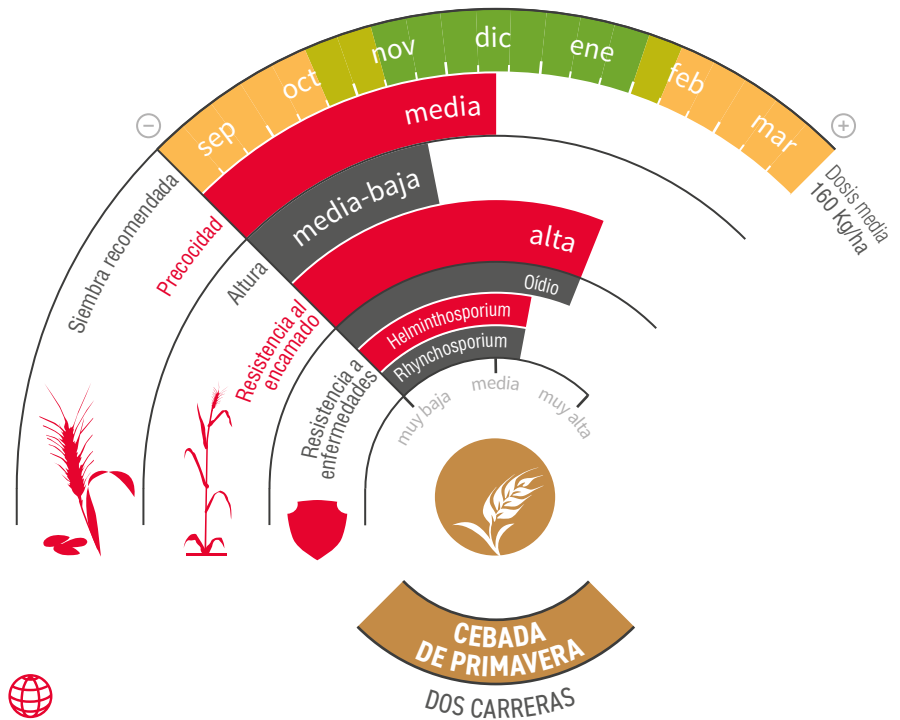 sep
oct
nov
dic
ene
feb
mar
−
+
Dosis media
160 Kg/ha
Siembra recomendada
Precocidad
media
Altura
media-baja
Resistencia al
encamado
alta
Resistencia a
enfermedades
Oídio
Helminthosporium
Rhynchosporium
muy baja
media
muy alta
CEBADA
DE PRIMAVERA
DOS CARRERAS